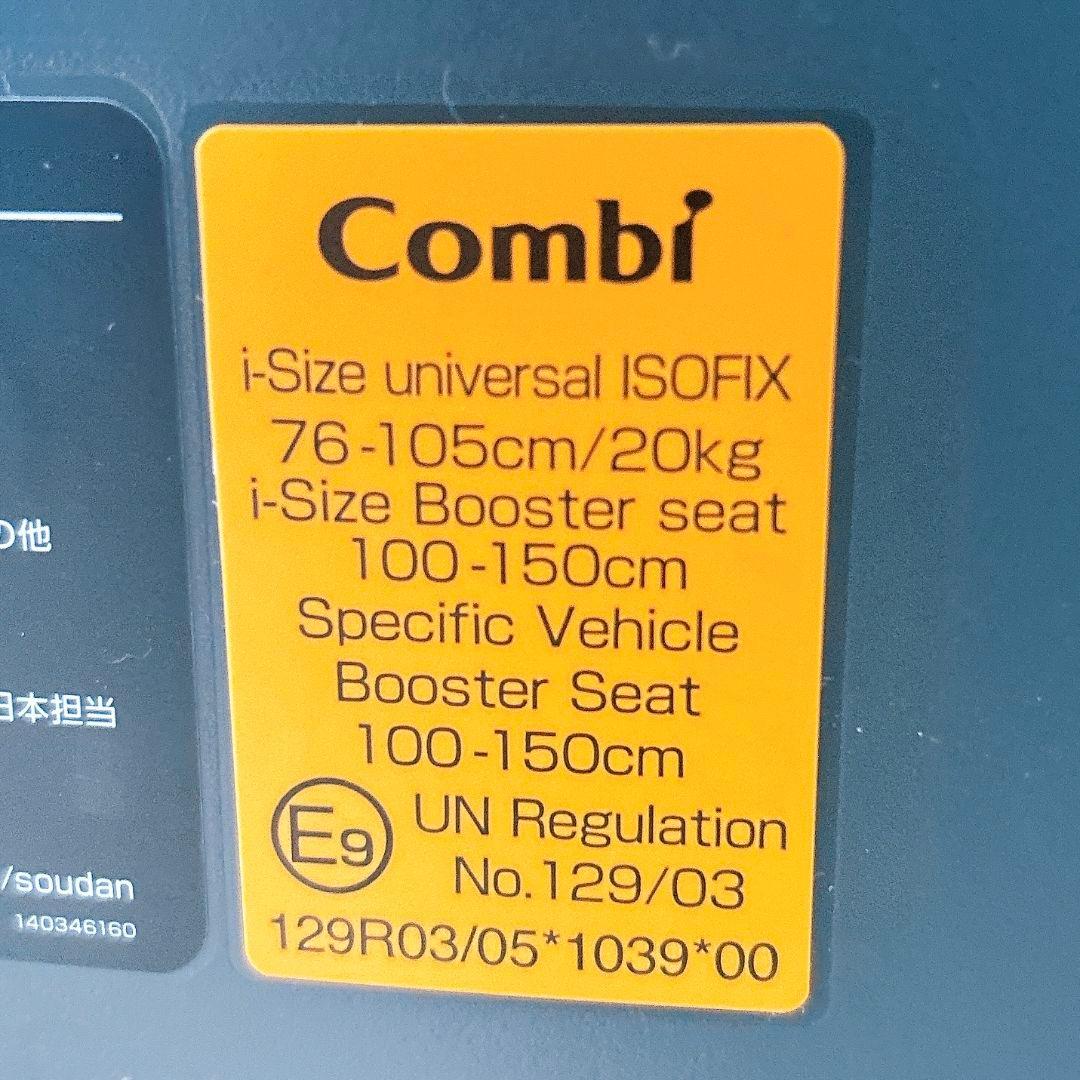 Combi
i-Size universal ISOFIX
76-105cm/20kg
i-Size Booster seat
100-150cm
Specific Vehicle
Booster Seat
100-150cm
E9
UN Regulation
No.129/03
129R03/05*1039*00
の他
日本担当
/soudan
140346160